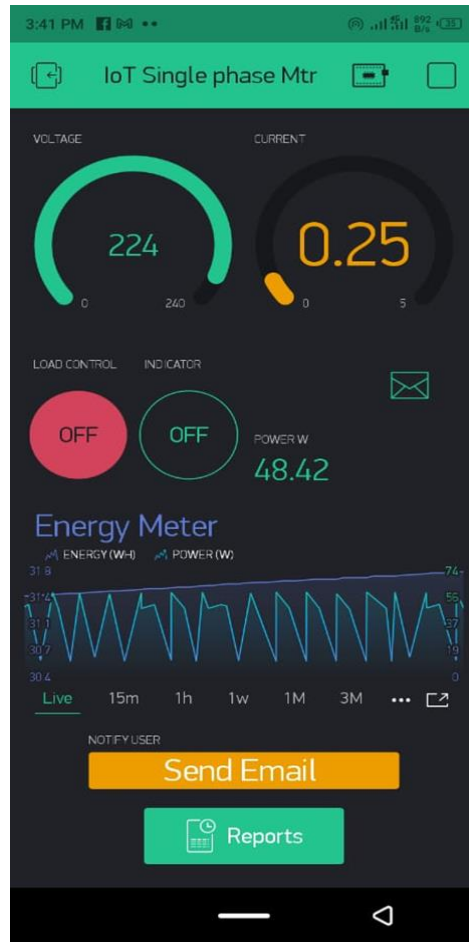 3:41 PM
892
B/s
35
IoT Single phase Mtr
VOLTAGE
CURRENT
224
0.25
0
240
0
5
LOAD CONTROL
INDICATOR
OFF
OFF
POWER W
48.42
Energy Meter
ENERGY (WH)
POWER (W)
31.8
74
31.4
56
31.1
37
30.7
19
30.4
0
Live
15m
1h
1w
1M
3M
NOTIFY USER
Send Email
Reports